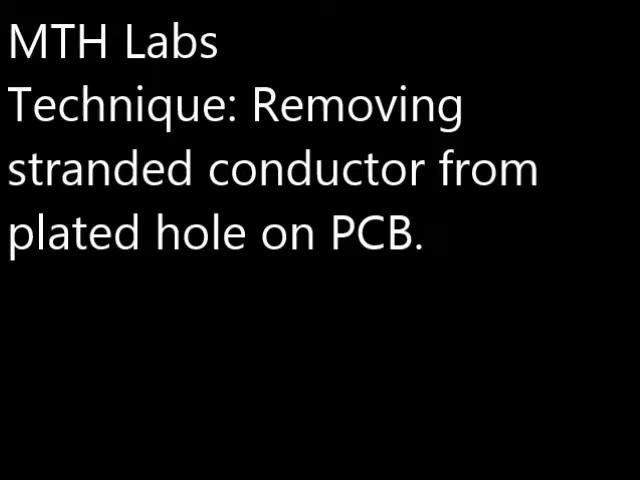 MTH Labs
Technique: Removing
stranded conductor from
plated hole on PCB.